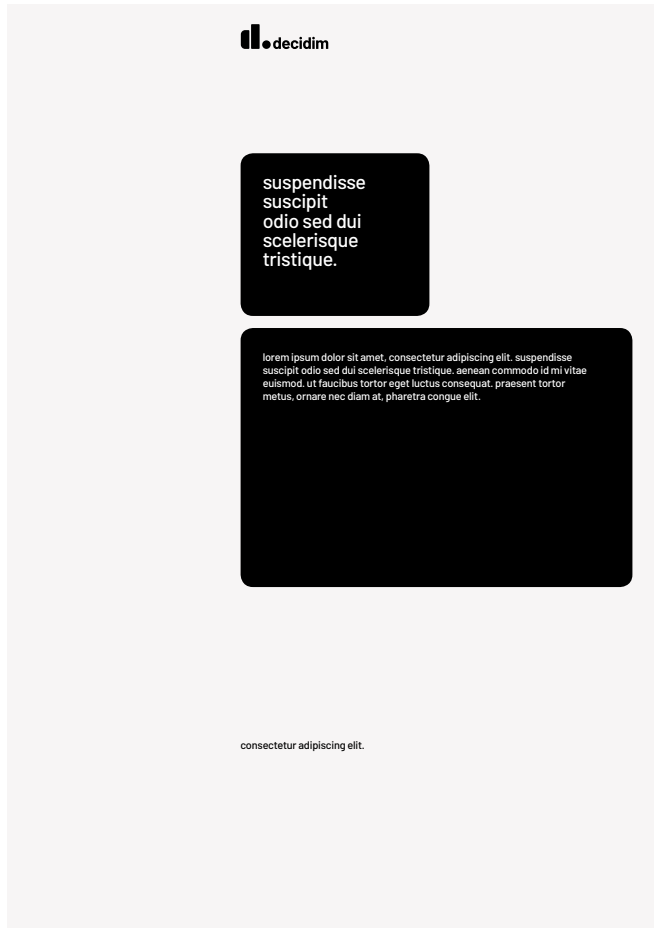 d.decidim
suspendisse
suscipit
odio sed dui
scelerisque
tristique.
lorem ipsum dolor sit amet, consectetur adipiscing elit. suspendisse
suscipit odio sed dui scelerisque tristique. aenean commodo id mi vitae
euismod. ut faucibus tortor eget luctus consequat. praesent tortor
metus, ornare nec diam at, pharetra congue elit.
consectetur adipiscing elit.